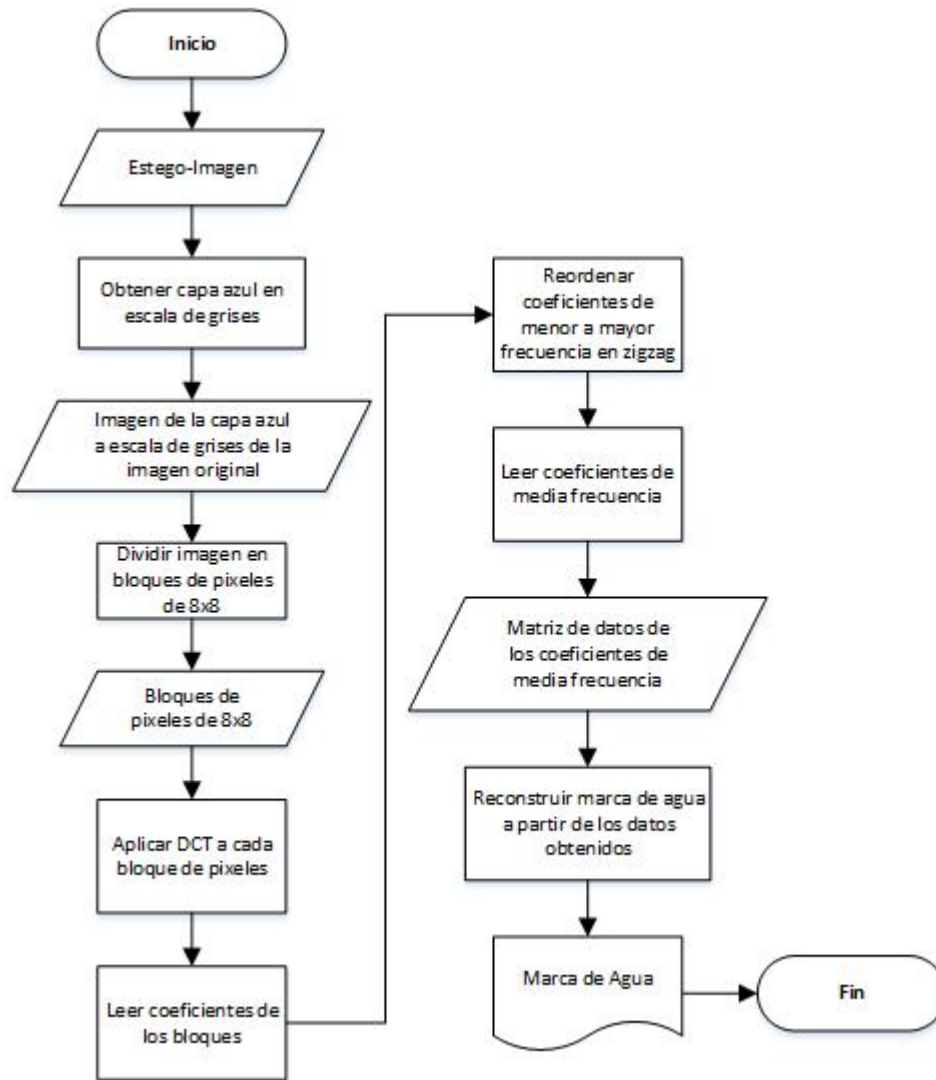 Inicio
Estego-Imagen
Obtener capa azul en
escala de grises
Imagen de la capa azul
a escala de grises de la
imagen original
Dividir imagen en
bloques de pixeles
de 8x8
Bloques de
pixeles de 8x8
Aplicar DCT a cada
bloque de pixeles
Leer coeficientes de
los bloques
Reordenar
coeficientes de
menor a mayor
frecuencia en zigzag
Leer coeficientes de
media frecuencia
Matriz de datos de
los coeficientes de
media frecuencia
Reconstruir marca de agua
a partir de los datos
obtenidos
Marca de Agua
Fin